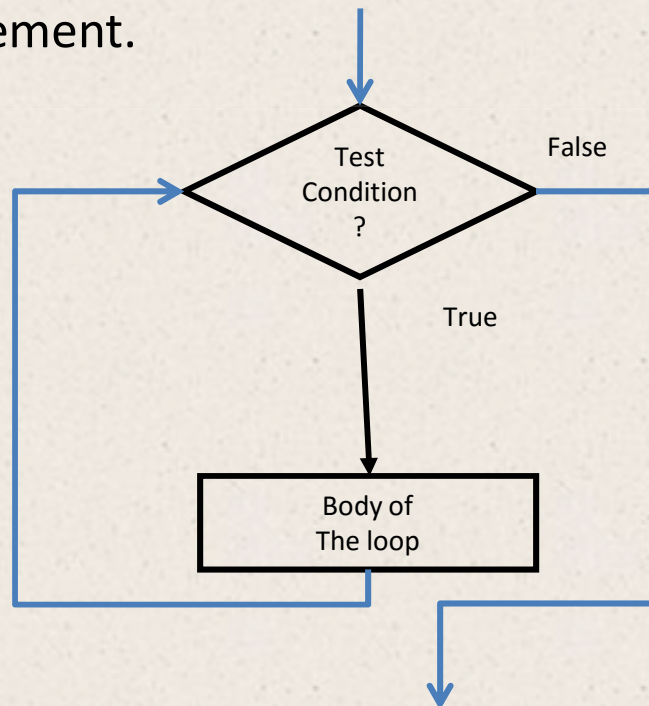 ement.
Test
Condition
?
False
True
Body of
The loop